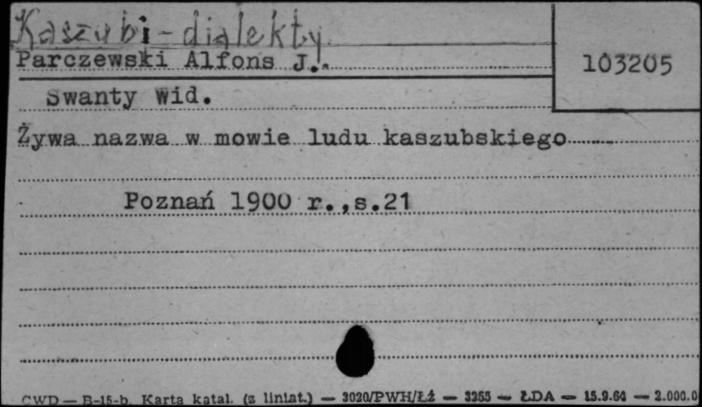 Kaszubi - dialekty
Parczewski Alfons J.
103205
Swanty Wid.
Żywa nazwa w mowie ludu kaszubskiego
Poznań 1900 r.,s.21
CWD — B-15-b. Karta katal. (z liniat.) — 3020/PWH/Łź — 3255 — ŁDA — 15.9.64 — 2.000.0